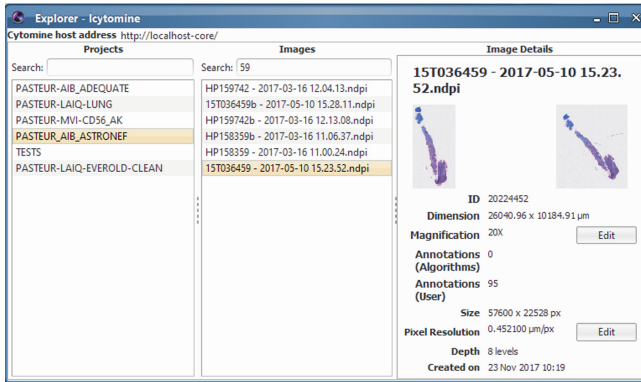 Explorer - Icytomine
Cytomine host address http://localhost-core/
Projects
Search:
PASTEUR-AIB_ADEQUATE
PASTEUR-LAIQ-LUNG
PASTEUR-MVI-CD56_AK
PASTEUR_AIB_ASTRONEF
TESTS
PASTEUR-LAIQ-EVEROLD-CLEAN
Images
Search: 59
HP159742 - 2017-03-16 12.04.13.ndpi
15T036459b - 2017-05-10 15.28.11.ndpi
HP159742b - 2017-03-16 12.13.08.ndpi
HP158359b - 2017-03-16 11.06.37.ndpi
HP158359 - 2017-03-16 11.00.24.ndpi
15T036459 - 2017-05-10 15.23.52.ndpi
Image Details
15T036459 - 2017-05-10 15.23.
52.ndpi
ID 20224452
Dimension 26040.96 x 10184.91 µm
Magnification 20X Edit
Annotations 0
(Algorithms)
Annotations 95
(User)
Size 57600 x 22528 px
Pixel Resolution 0.452100 µm/px Edit
Depth 8 levels
Created on 23 Nov 2017 10:19